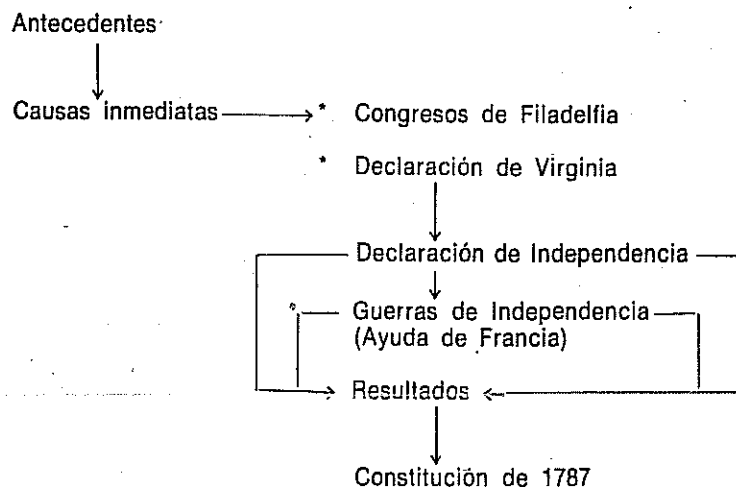 Antecedentes
Causas inmediatas
* Congresos de Filadelfia
* Declaración de Virginia
Declaración de Independencia
Guerras de Independencia
(Ayuda de Francia)
Resultados
Constitución de 1787